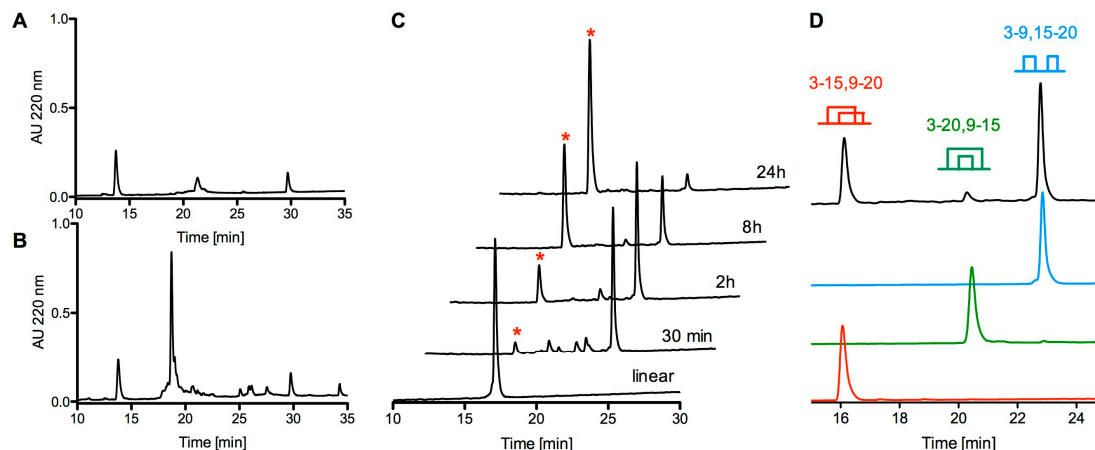 A
1.0
0.5
0.0
AU 220 nm
10 15 20 25 30 35
Time [min]
B
1.0
0.5
0.0
AU 220 nm
10 15 20 25 30 35
Time [min]
C
*
*
24h
8h
*
2h
*
30 min
linear
10 15 20 25 30
Time [min]
D
3-9,15-20
3-15,9-20
3-20,9-15
16 18 20 22 24
Time [min]